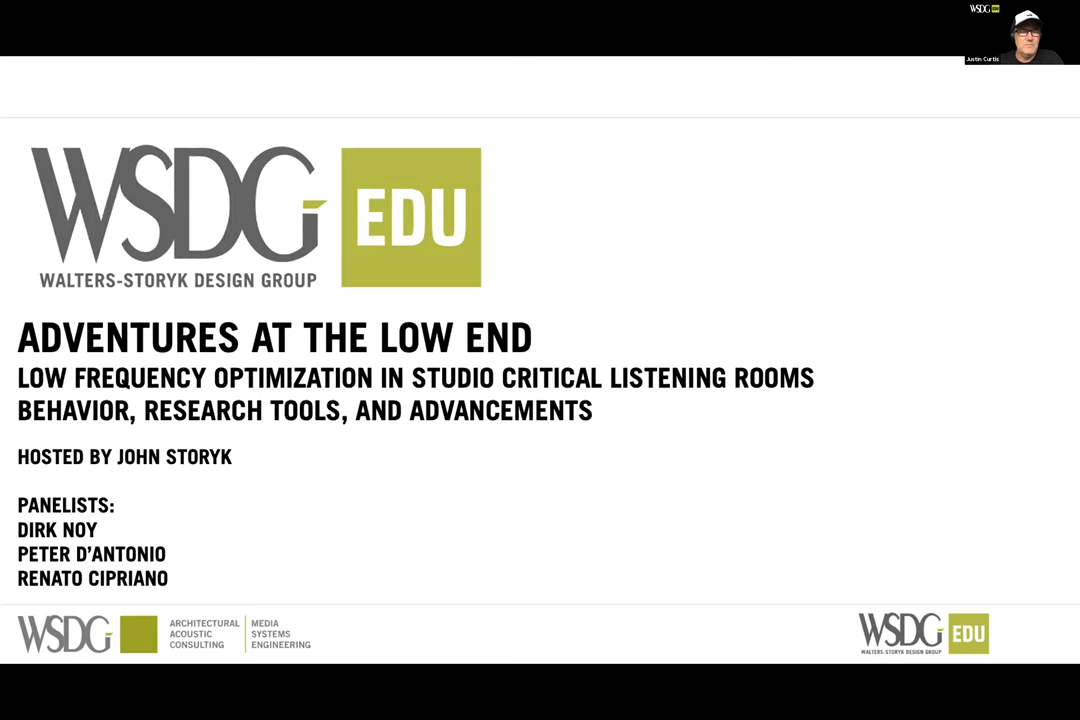 WSDG EDU
Justin Curtis
WSDG EDU
WALTERS-STORYK DESIGN GROUP
ADVENTURES AT THE LOW END
LOW FREQUENCY OPTIMIZATION IN STUDIO CRITICAL LISTENING ROOMS
BEHAVIOR, RESEARCH TOOLS, AND ADVANCEMENTS
HOSTED BY JOHN STORYK
PANELISTS:
DIRK NOY
PETER D'ANTONIO
RENATO CIPRIANO
WSDG
ARCHITECTURAL
ACOUSTIC
CONSULTING
MEDIA
SYSTEMS
ENGINEERING
WSDG EDU
WALTERS-STORYK DESIGN GROUP